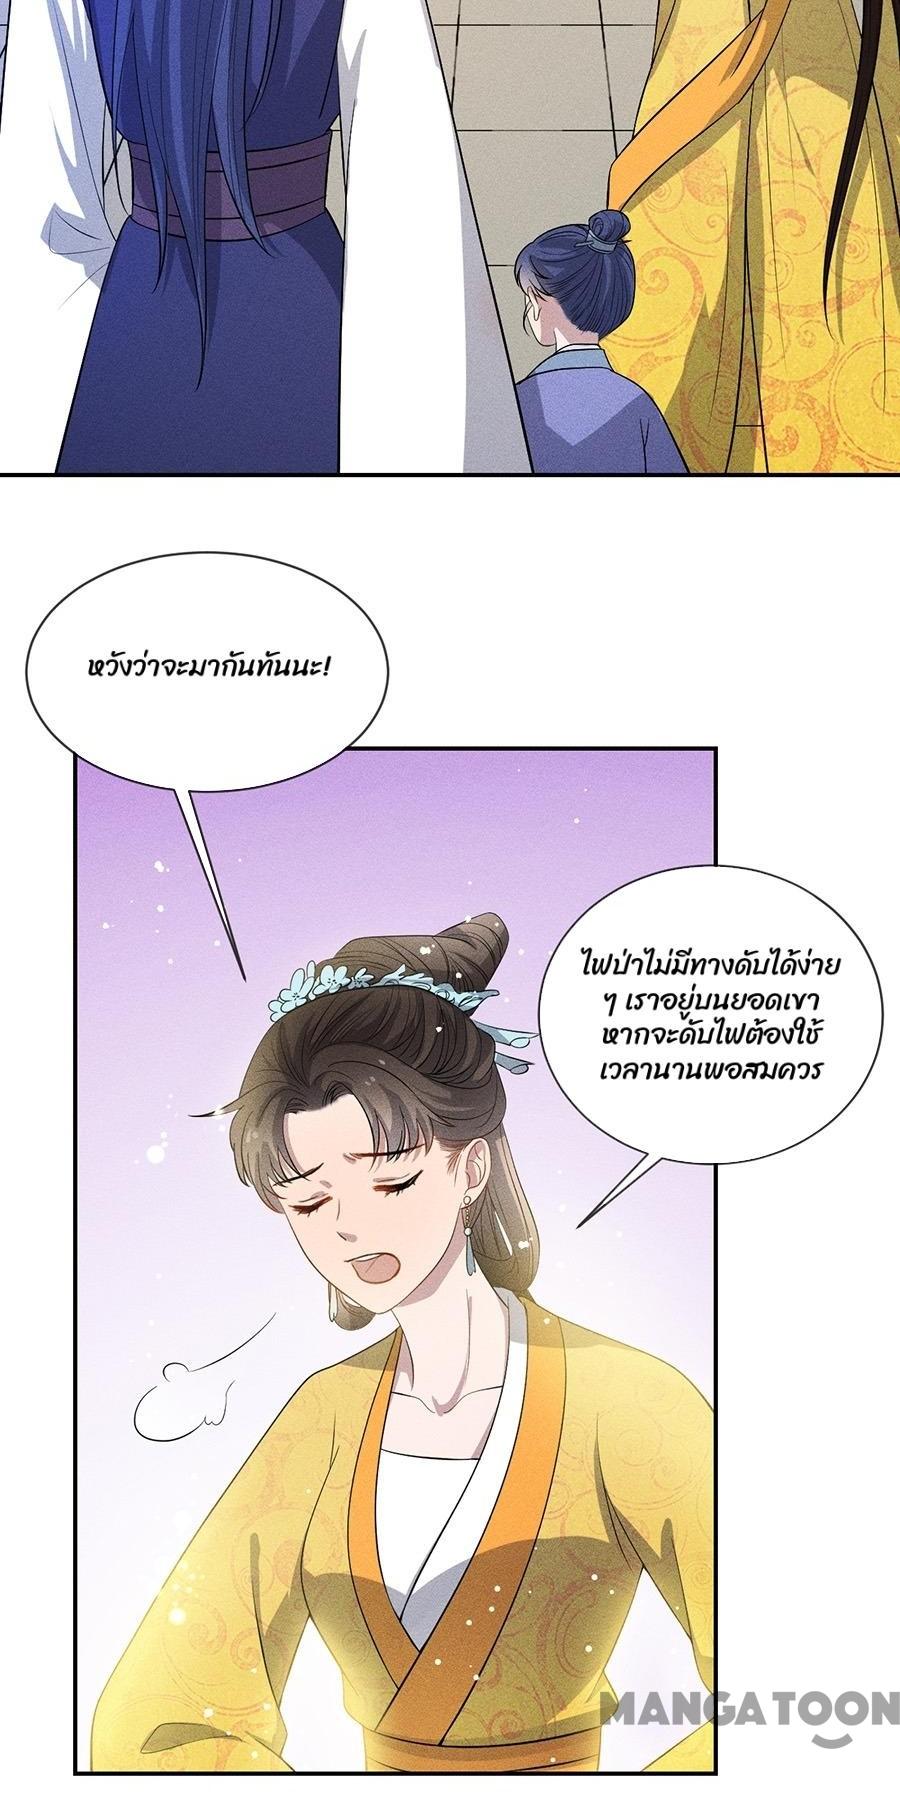 หวังว่าจะมากันทันนะ!
ไฟป่าไม่มีทางดับได้ง่าย
ๆ เราอยู่บนยอดเขา
หากจะดับไฟต้องใช้
เวลานานพอสมควร
MANGATOON